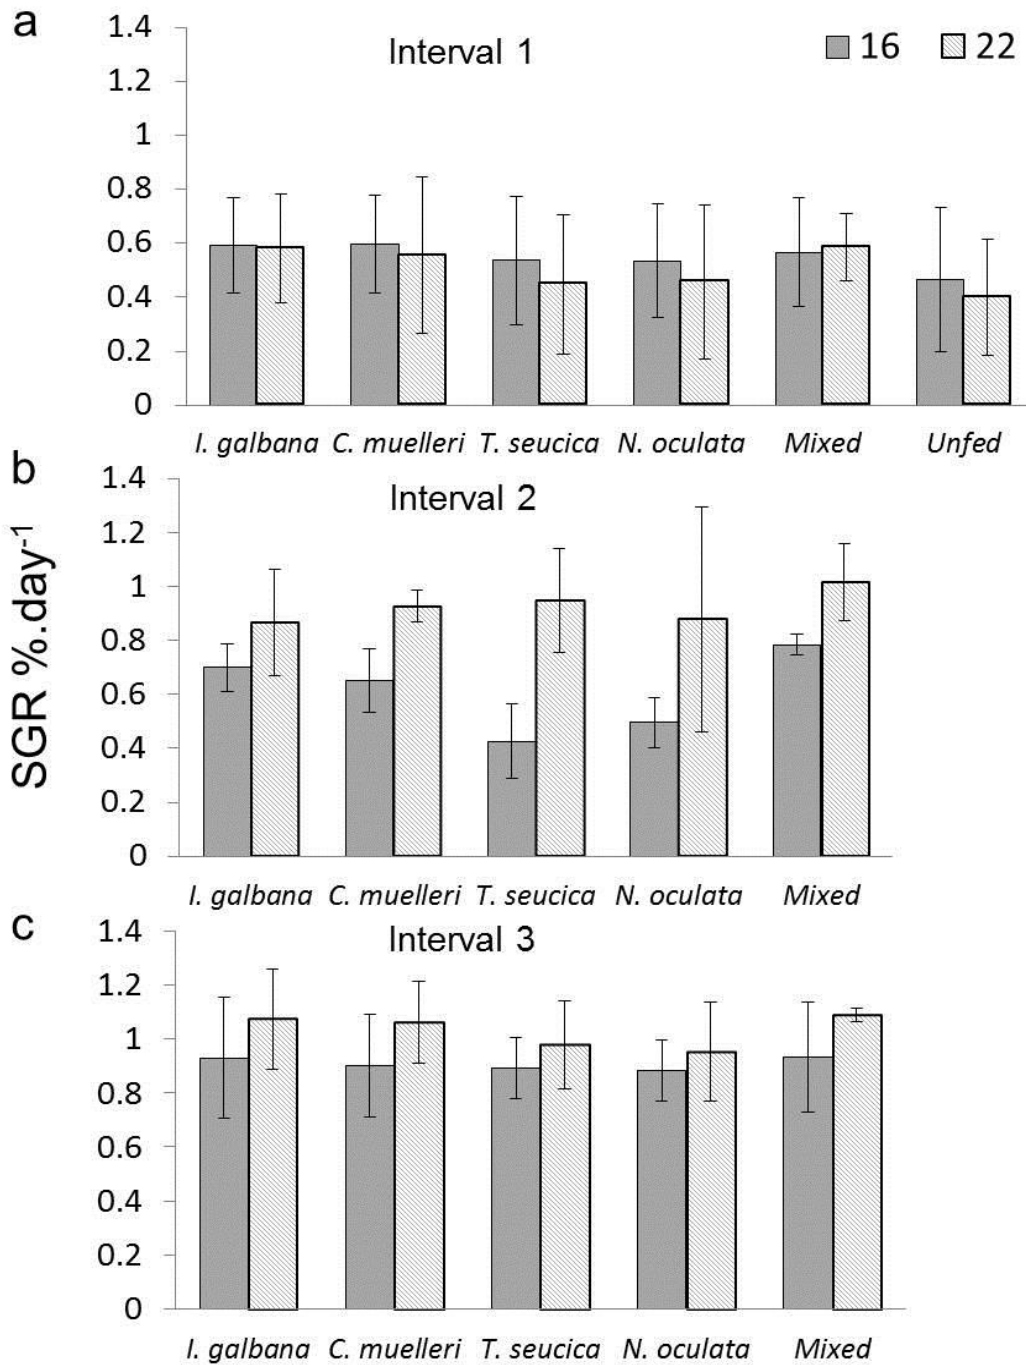 a
Interval 1
16 22
1.4
1.2
1
0.8
0.6
0.4
0.2
0
I. galbana C. muelleri T. seucica N. oculata Mixed Unfed
b
Interval 2
SGR %.day-1
1.4
1.2
1
0.8
0.6
0.4
0.2
0
I. galbana C. muelleri T. seucica N. oculata Mixed
c
Interval 3
1.4
1.2
1
0.8
0.6
0.4
0.2
0
I. galbana C. muelleri T. seucica N. oculata Mixed